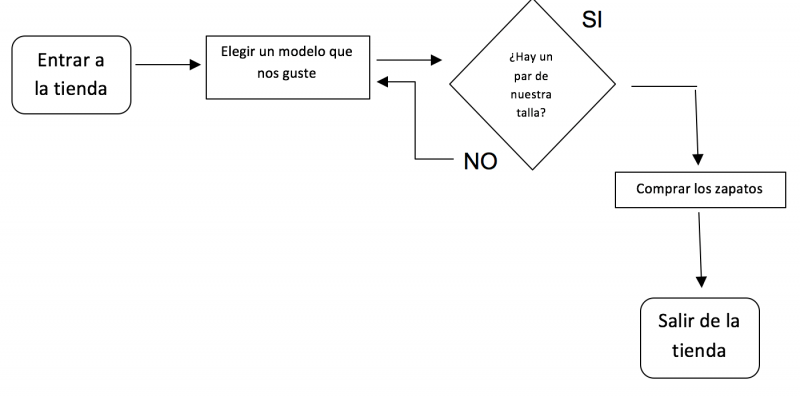 Entrar a
la tienda
Elegir un modelo que
nos guste
¿Hay un
par de
nuestra
talla?
SI
NO
Comprar los zapatos
Salir de la
tienda